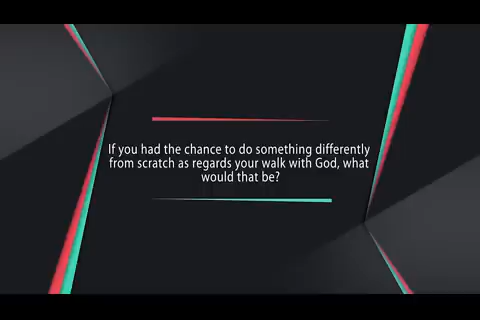 If you had the chance to do something differently
from scratch as regards your walk with God, what
would that be?